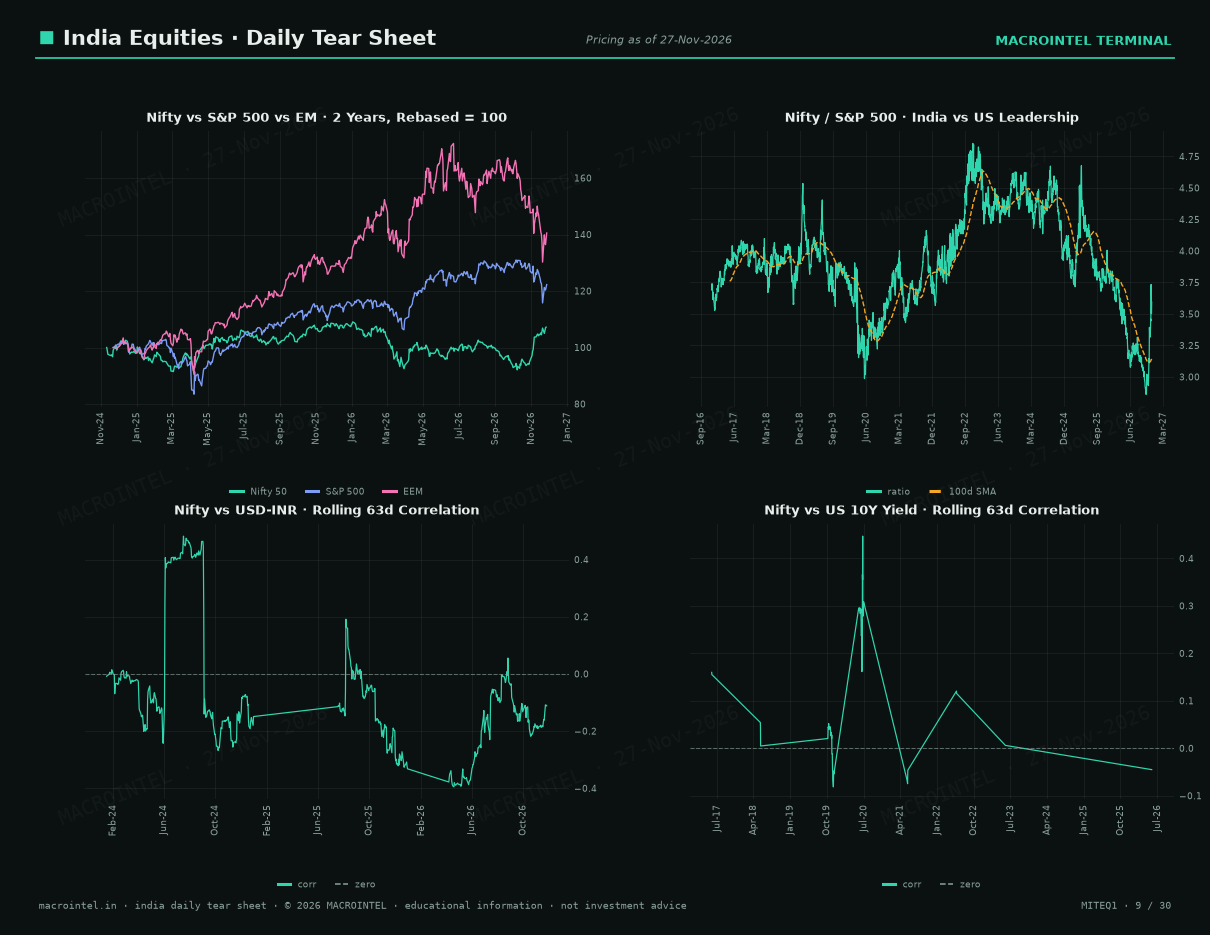 ■ India Equities · Daily Tear Sheet
Pricing as of 27-Nov-2026
MACROINTEL TERMINAL
Nifty vs S&P 500 vs EM · 2 Years, Rebased = 100
160
140
120
100
80
Nov-24 Jan-25 Mar-25 May-25 Jul-25 Sep-25 Nov-25 Jan-26 Mar-26 May-26 Jul-26 Sep-26 Nov-26 Jan-27
Nifty 50 S&P 500 EEM
Nifty / S&P 500 · India vs US Leadership
4.75
4.50
4.25
4.00
3.75
3.50
3.25
3.00
Sep-16 Jun-17 Mar-18 Dec-18 Sep-19 Jun-20 Mar-21 Dec-21 Sep-22 Jun-23 Mar-24 Dec-24 Sep-25 Jun-26 Mar-27
ratio 100d SMA
Nifty vs USD-INR · Rolling 63d Correlation
0.4
0.2
0.0
−0.2
−0.4
Feb-24 Jun-24 Oct-24 Feb-25 Jun-25 Oct-25 Feb-26 Jun-26 Oct-26
corr zero
Nifty vs US 10Y Yield · Rolling 63d Correlation
0.4
0.3
0.2
0.1
0.0
−0.1
Jul-17 Apr-18 Jan-19 Oct-19 Jul-20 Apr-21 Jan-22 Oct-22 Jul-23 Apr-24 Jan-25 Oct-25 Jul-26
corr zero
MACROINTEL · 27-Nov-2026
macrointel.in · india daily tear sheet · © 2026 MACROINTEL · educational information · not investment advice
MITEQ1 · 9 / 30